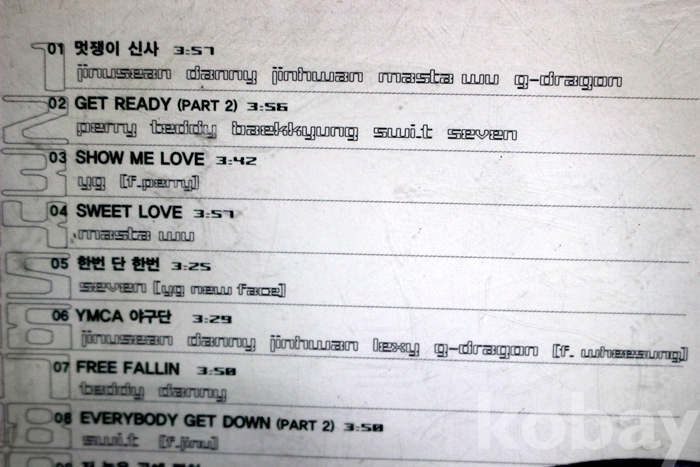 01 멋쟁이 신사 3:57
jinusean danny jinhwan masta wu g-dragon
02 GET READY (PART 2) 3:56
perry teddy baekkyung swi.t seven
03 SHOW ME LOVE 3:42
yg [f.perry]
04 SWEET LOVE 3:57
masta wu
05 한번 단 한번 3:25
seven [yg new face]
06 YMCA 야구단 3:29
jinusean danny jinhwan lexy g-dragon [f. wheesung]
07 FREE FALLIN 3:50
teddy danny
08 EVERYBODY GET DOWN (PART 2) 3:50
swi.t [f.jinu]
kobay